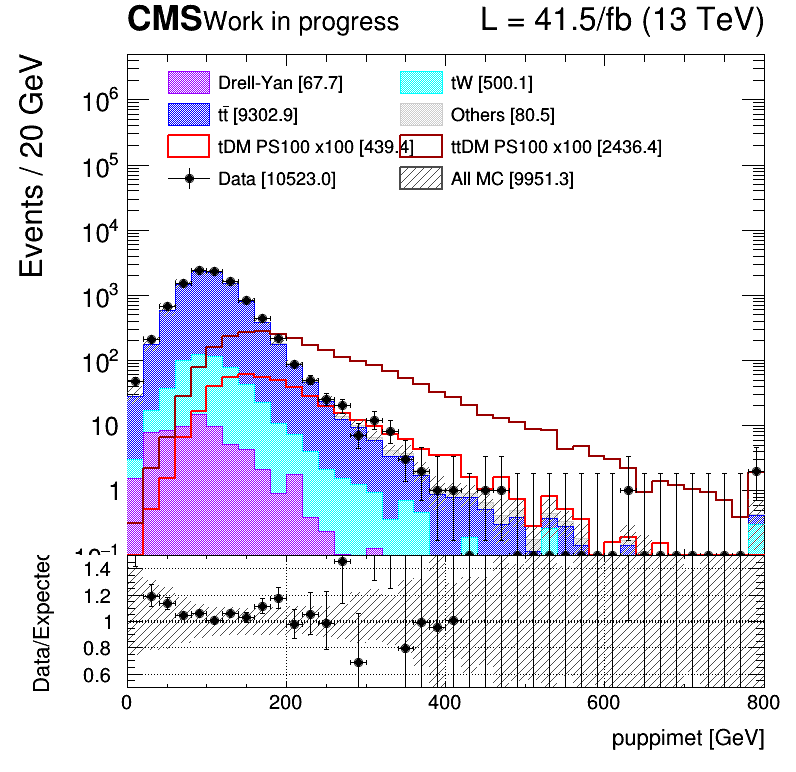 CMS Work in progress L = 41.5/fb (13 TeV)
Events / 20 GeV
Drell-Yan [67.7] tW [500.1]
tt̄ [9302.9] Others [80.5]
tDM PS100 x100 [439.4] ttDM PS100 x100 [2436.4]
Data [10523.0] All MC [9951.3]
10⁶
10⁵
10⁴
10³
10²
10
1
10⁻¹
Data/Expected
1.4
1.2
1
0.8
0.6
0 200 400 600 800
puppimet [GeV]